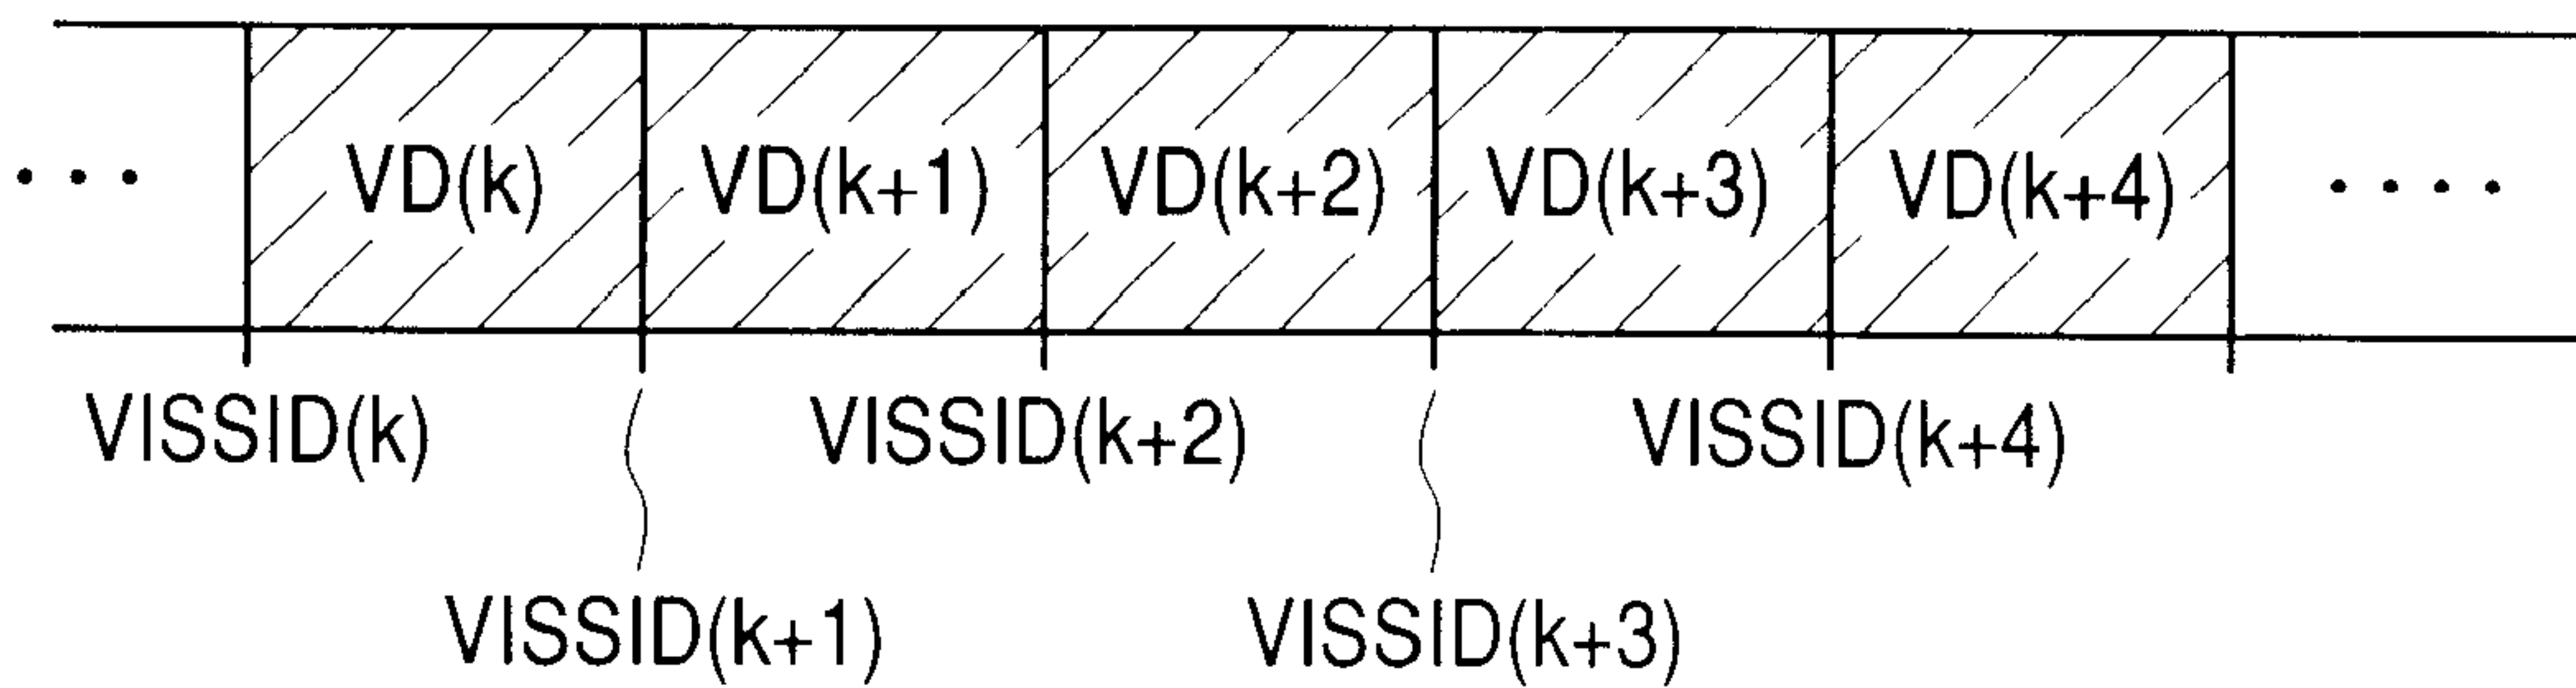 ... VD(k) VD(k+1) VD(k+2) VD(k+3) VD(k+4) ....
VISSID(k) VISSID(k+2) VISSID(k+4)
VISSID(k+1) VISSID(k+3)